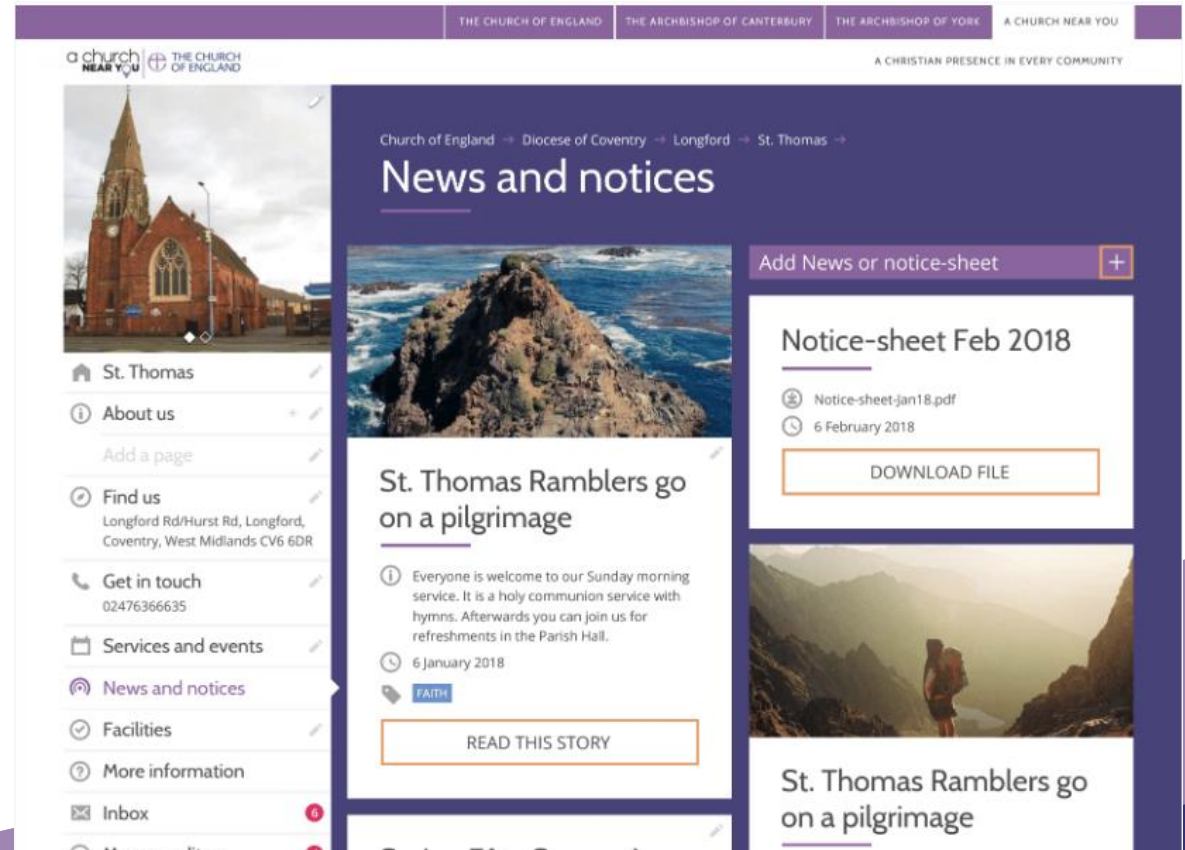 THE CHURCH OF ENGLAND
THE ARCHBISHOP OF CANTERBURY
THE ARCHBISHOP OF YORK
A CHURCH NEAR YOU
a church
NEAR YOU
THE CHURCH
OF ENGLAND
A CHRISTIAN PRESENCE IN EVERY COMMUNITY
St. Thomas
About us
Add a page
Find us
Longford Rd/Hurst Rd, Longford,
Coventry, West Midlands CV6 6DR
Get in touch
02476366635
Services and events
News and notices
Facilities
More information
Inbox
6
Church of England → Diocese of Coventry → Longford → St. Thomas →
News and notices
St. Thomas Ramblers go
on a pilgrimage
Everyone is welcome to our Sunday morning
service. It is a holy communion service with
hymns. Afterwards you can join us for
refreshments in the Parish Hall.
6 January 2018
FAITH
READ THIS STORY
Add News or notice-sheet +
Notice-sheet Feb 2018
Notice-sheet-Jan18.pdf
6 February 2018
DOWNLOAD FILE
St. Thomas Ramblers go
on a pilgrimage